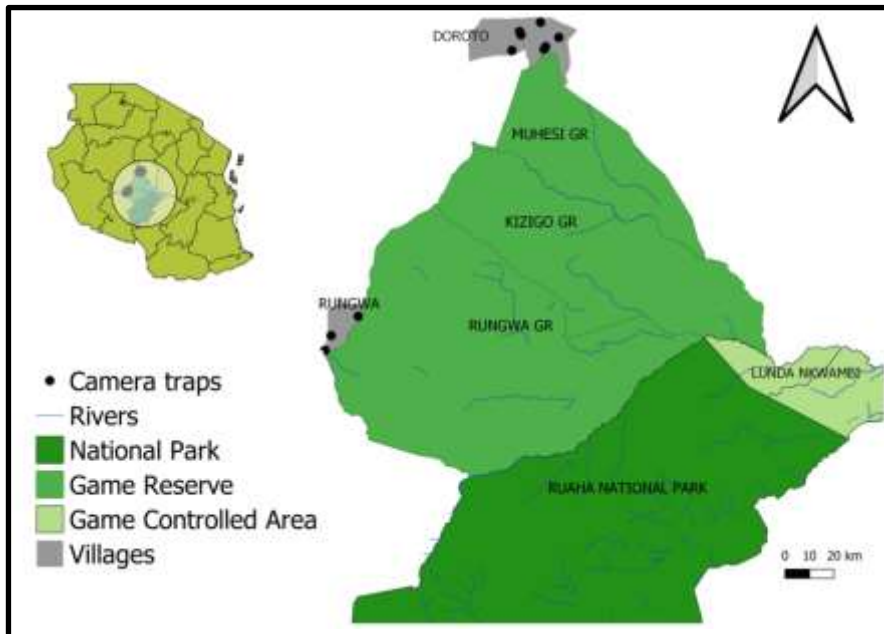 DOROTO
MUHESI GR
KIZIGO GR
RUNGWA
RUNGWA GR
LUNDA NKWAMBI
RUAHA NATIONAL PARK
Camera traps
Rivers
National Park
Game Reserve
Game Controlled Area
Villages
0 10 20 km